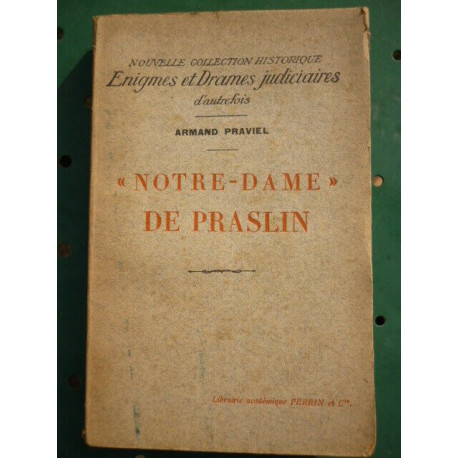 NOUVELLE COLLECTION HISTORIQUE
Enigmes et Drames judiciaires
d'autrefois
ARMAND PRAVIEL
« NOTRE-DAME »
DE PRASLIN
Librairie académique PERRIN et Cie.